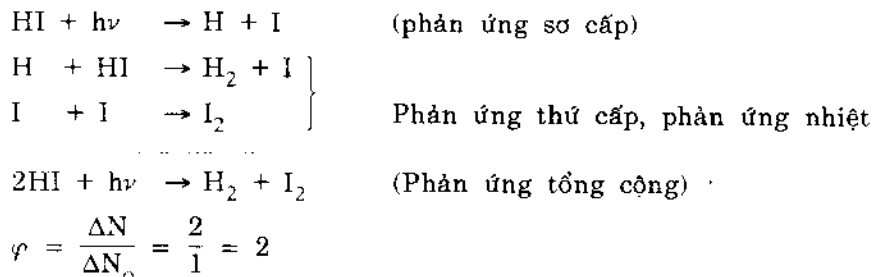 HI + hν → H + I (phản ứng sơ cấp)
H + HI → H₂ + I
I + I → I₂ Phản ứng thứ cấp, phản ứng nhiệt
2HI + hν → H₂ + I₂ (Phản ứng tổng cộng)
φ = ΔN / ΔNₒ = 2 / 1 = 2